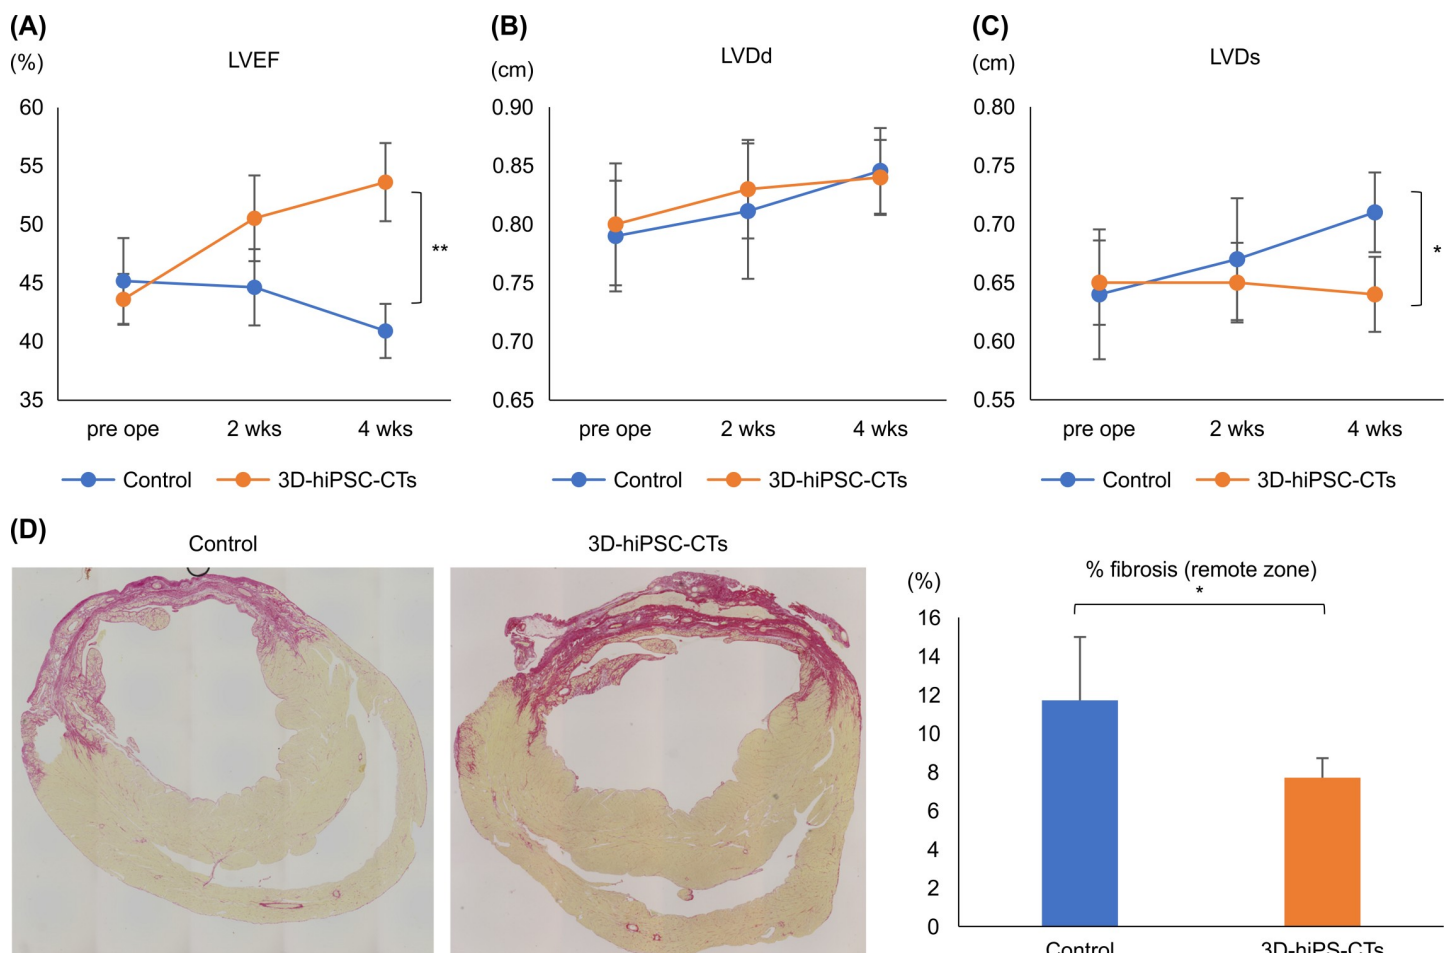 (A)
(%)
LVEF
60
55
50
45
40
35
**
pre ope 2 wks 4 wks
Control 3D-hiPSC-CTs
(B)
(cm)
LVDd
0.90
0.85
0.80
0.75
0.70
0.65
pre ope 2 wks 4 wks
Control 3D-hiPSC-CTs
(C)
(cm)
LVDs
0.80
0.75
0.70
0.65
0.60
0.55
*
pre ope 2 wks 4 wks
Control 3D-hiPSC-CTs
(D)
Control 3D-hiPSC-CTs
(%)
% fibrosis (remote zone)
*
16
14
12
10
8
6
4
2
0
Control 3D-hiPS-CTs